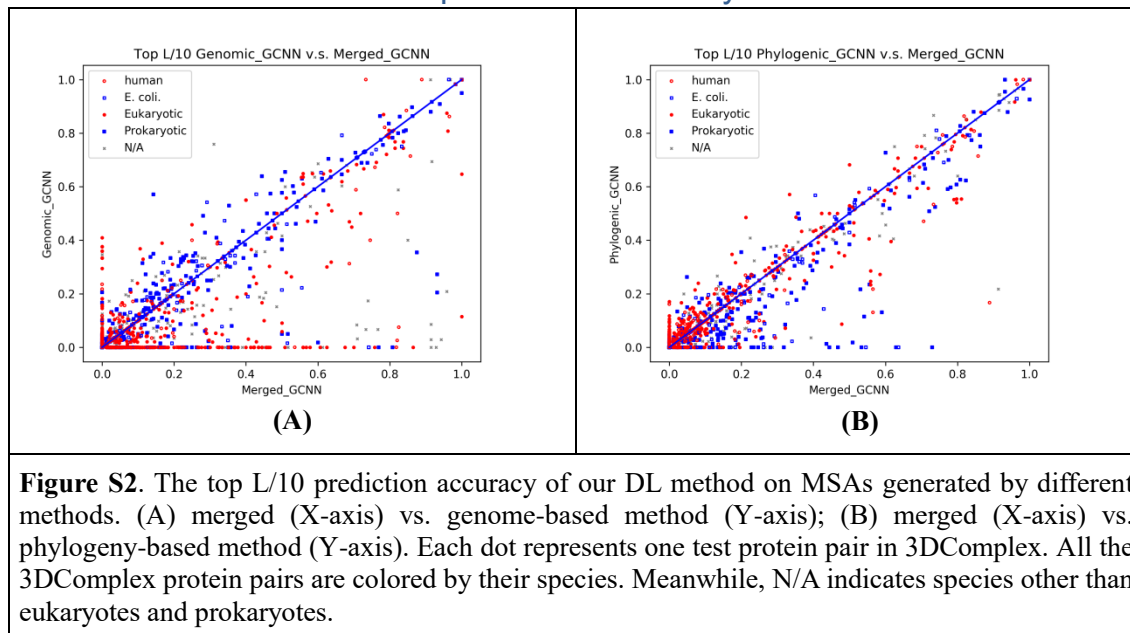 Top L/10 Genomic_GCNN v.s. Merged_GCNN
human
E. coli.
Eukaryotic
Prokaryotic
N/A
1.0
0.8
0.6
0.4
0.2
0.0
Genomic_GCNN
0.0 0.2 0.4 0.6 0.8 1.0
Merged_GCNN
(A)
Top L/10 Phylogenic_GCNN v.s. Merged_GCNN
human
E. coli.
Eukaryotic
Prokaryotic
N/A
1.0
0.8
0.6
0.4
0.2
0.0
Phylogenic_GCNN
0.0 0.2 0.4 0.6 0.8 1.0
Merged_GCNN
(B)
Figure S2. The top L/10 prediction accuracy of our DL method on MSAs generated by different
methods. (A) merged (X-axis) vs. genome-based method (Y-axis); (B) merged (X-axis) vs.
phylogeny-based method (Y-axis). Each dot represents one test protein pair in 3DComplex. All the
3DComplex protein pairs are colored by their species. Meanwhile, N/A indicates species other than
eukaryotes and prokaryotes.